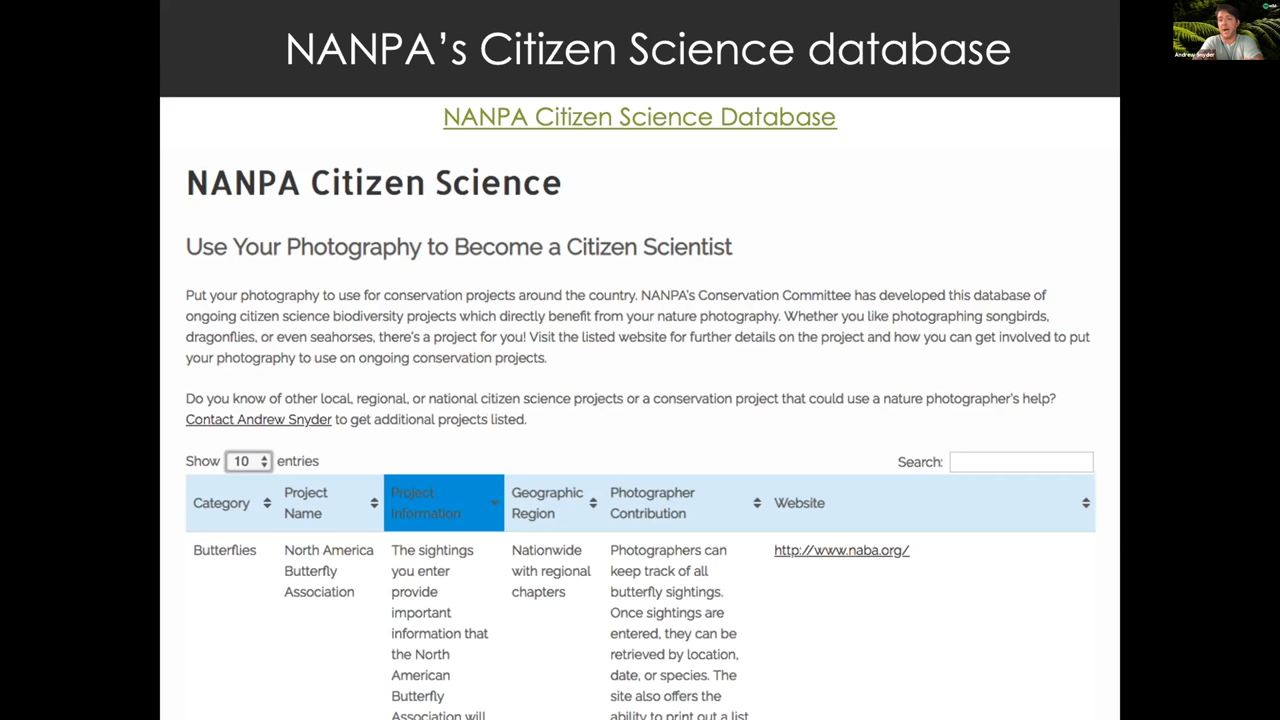 NANPA's Citizen Science database
Andrew Snyder
NANPA Citizen Science Database
NANPA Citizen Science
Use Your Photography to Become a Citizen Scientist
Put your photography to use for conservation projects around the country. NANPA's Conservation Committee has developed this database of
ongoing citizen science biodiversity projects which directly benefit from your nature photography. Whether you like photographing songbirds,
dragonflies, or even seahorses, there's a project for you! Visit the listed website for further details on the project and how you can get involved to put
your photography to use on ongoing conservation projects.
Do you know of other local, regional, or national citizen science projects or a conservation project that could use a nature photographer's help?
Contact Andrew Snyder to get additional projects listed.
Show 10 entries
Search:
Category
Project
Name
Project
Information
Geographic
Region
Photographer
Contribution
Website
Butterflies
North America
Butterfly
Association
The sightings
you enter
provide
important
information that
the North
American
Butterfly
Association will
Nationwide
with regional
chapters
Photographers can
keep track of all
butterfly sightings.
Once sightings are
entered, they can be
retrieved by location,
date, or species. The
site also offers the
ability to print out a list
http://www.naba.org/